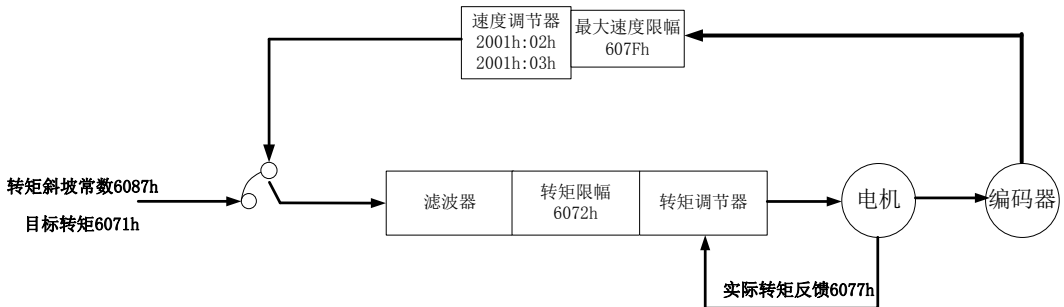 速度调节器
2001h:02h
2001h:03h
最大速度限幅
607Fh
转矩斜坡常数6087h
目标转矩6071h
滤波器
转矩限幅
6072h
转矩调节器
电机
编码器
实际转矩反馈6077h